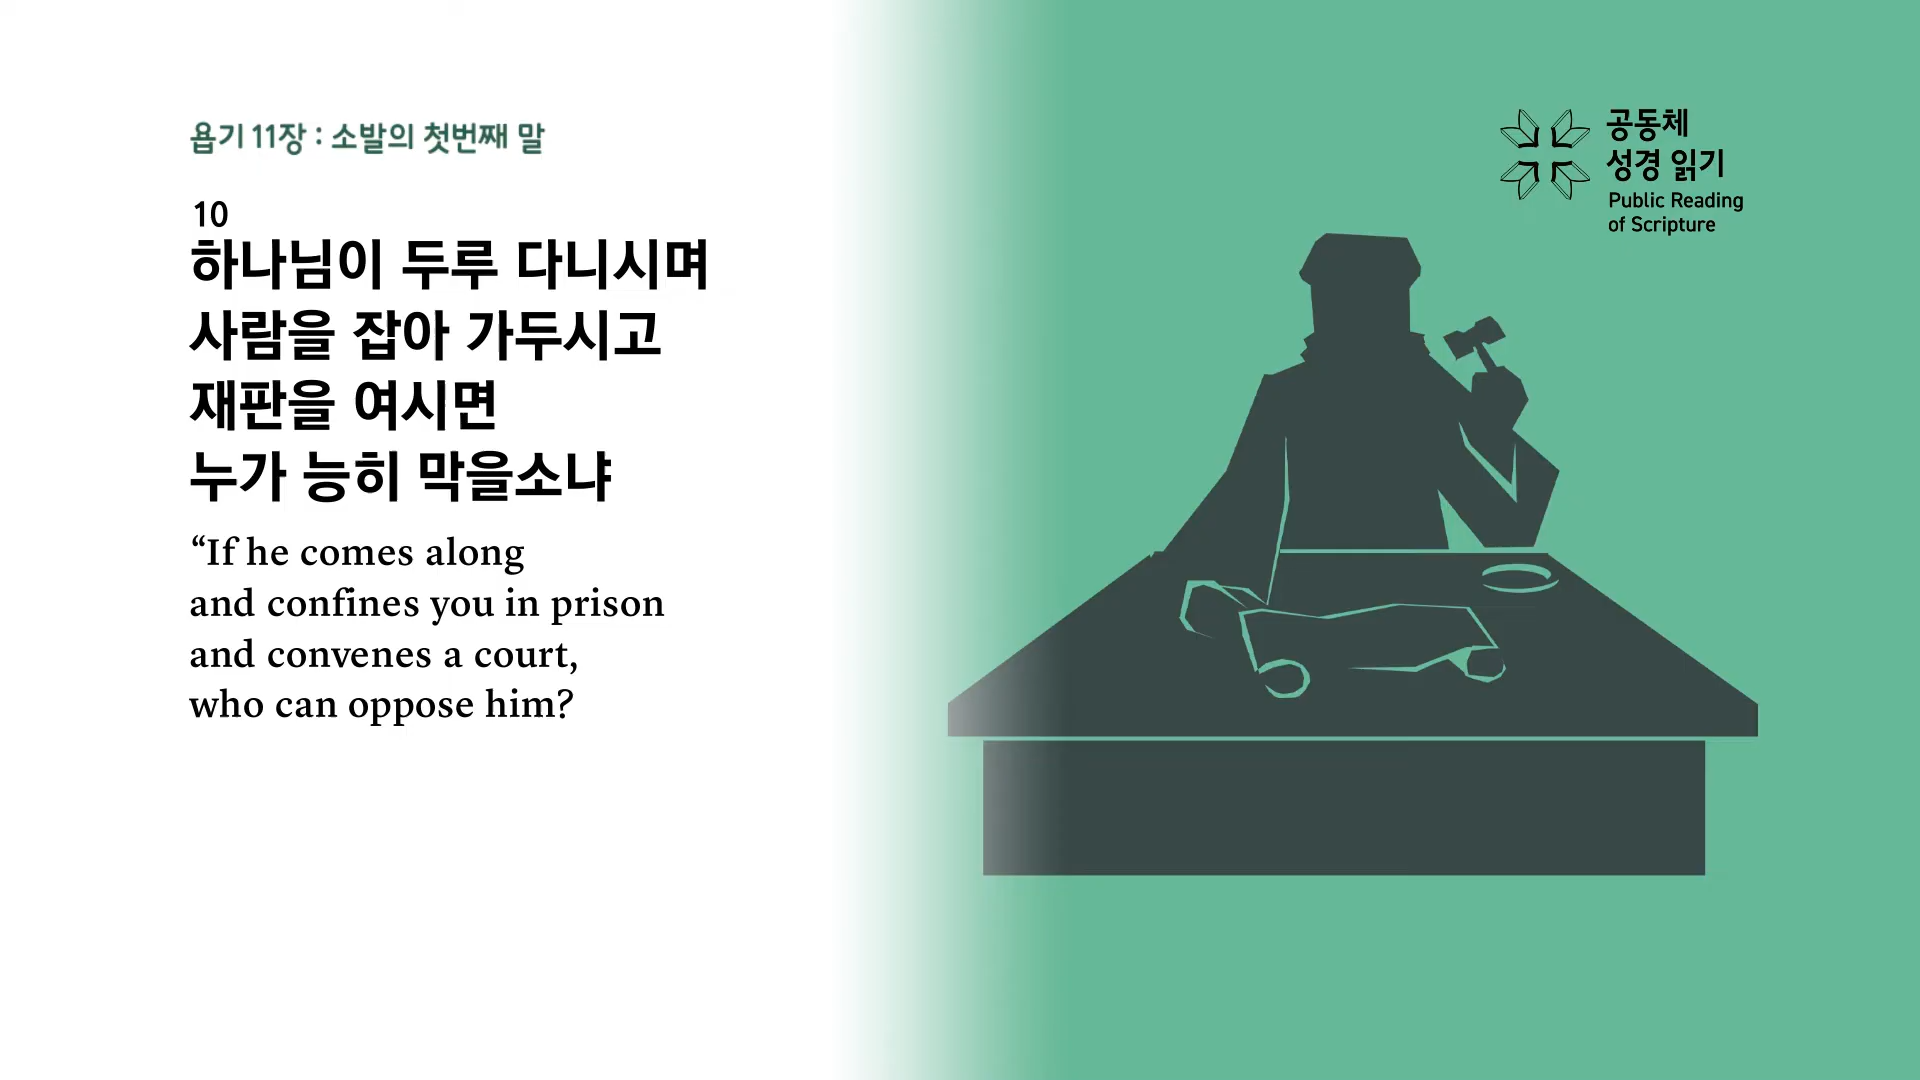 욥기 11장 : 소발의 첫번째 말
10
하나님이 두루 다니시며
사람을 잡아 가두시고
재판을 여시면
누가 능히 막을소냐
“If he comes along
and confines you in prison
and convenes a court,
who can oppose him?
공동체
성경 읽기
Public Reading
of Scripture